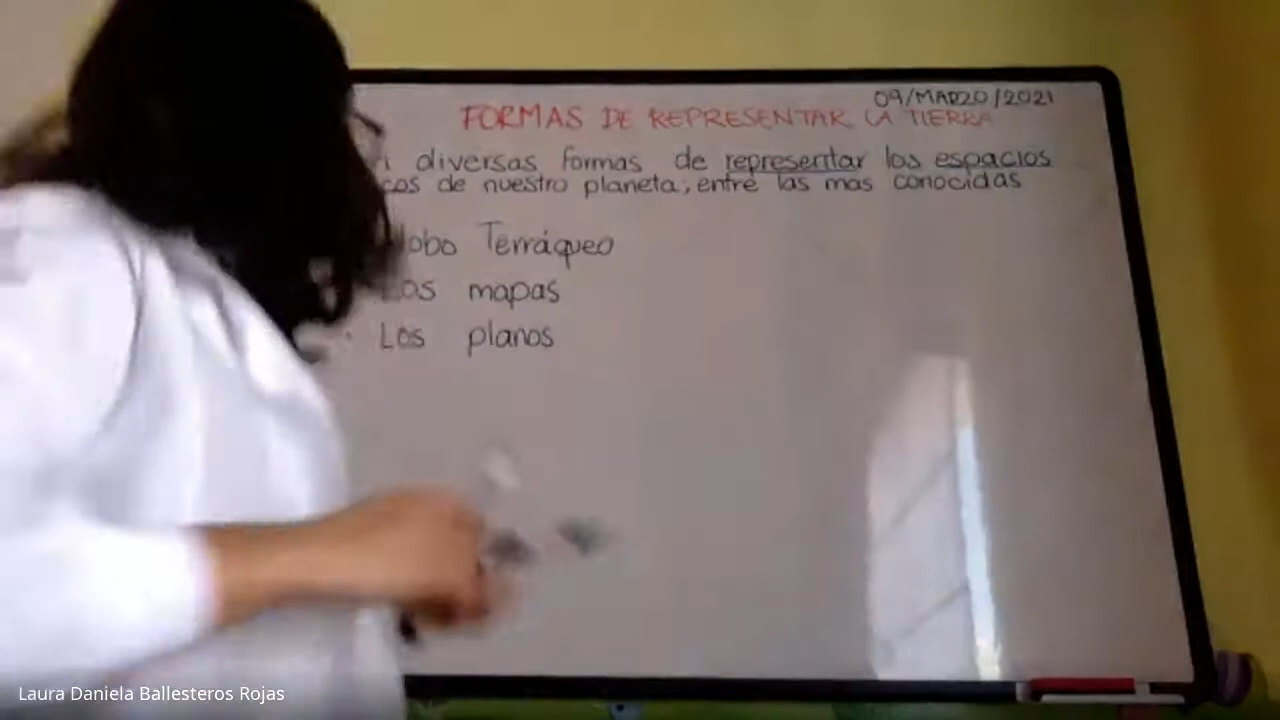 09/MARZO/2021
FORMAS DE REPRESENTAR LA TIERRA
diversas formas de representar los espacios
de nuestro planeta, entre las mas conocidas
Terráqueo
Los mapas
Los planos
Laura Daniela Ballesteros Rojas